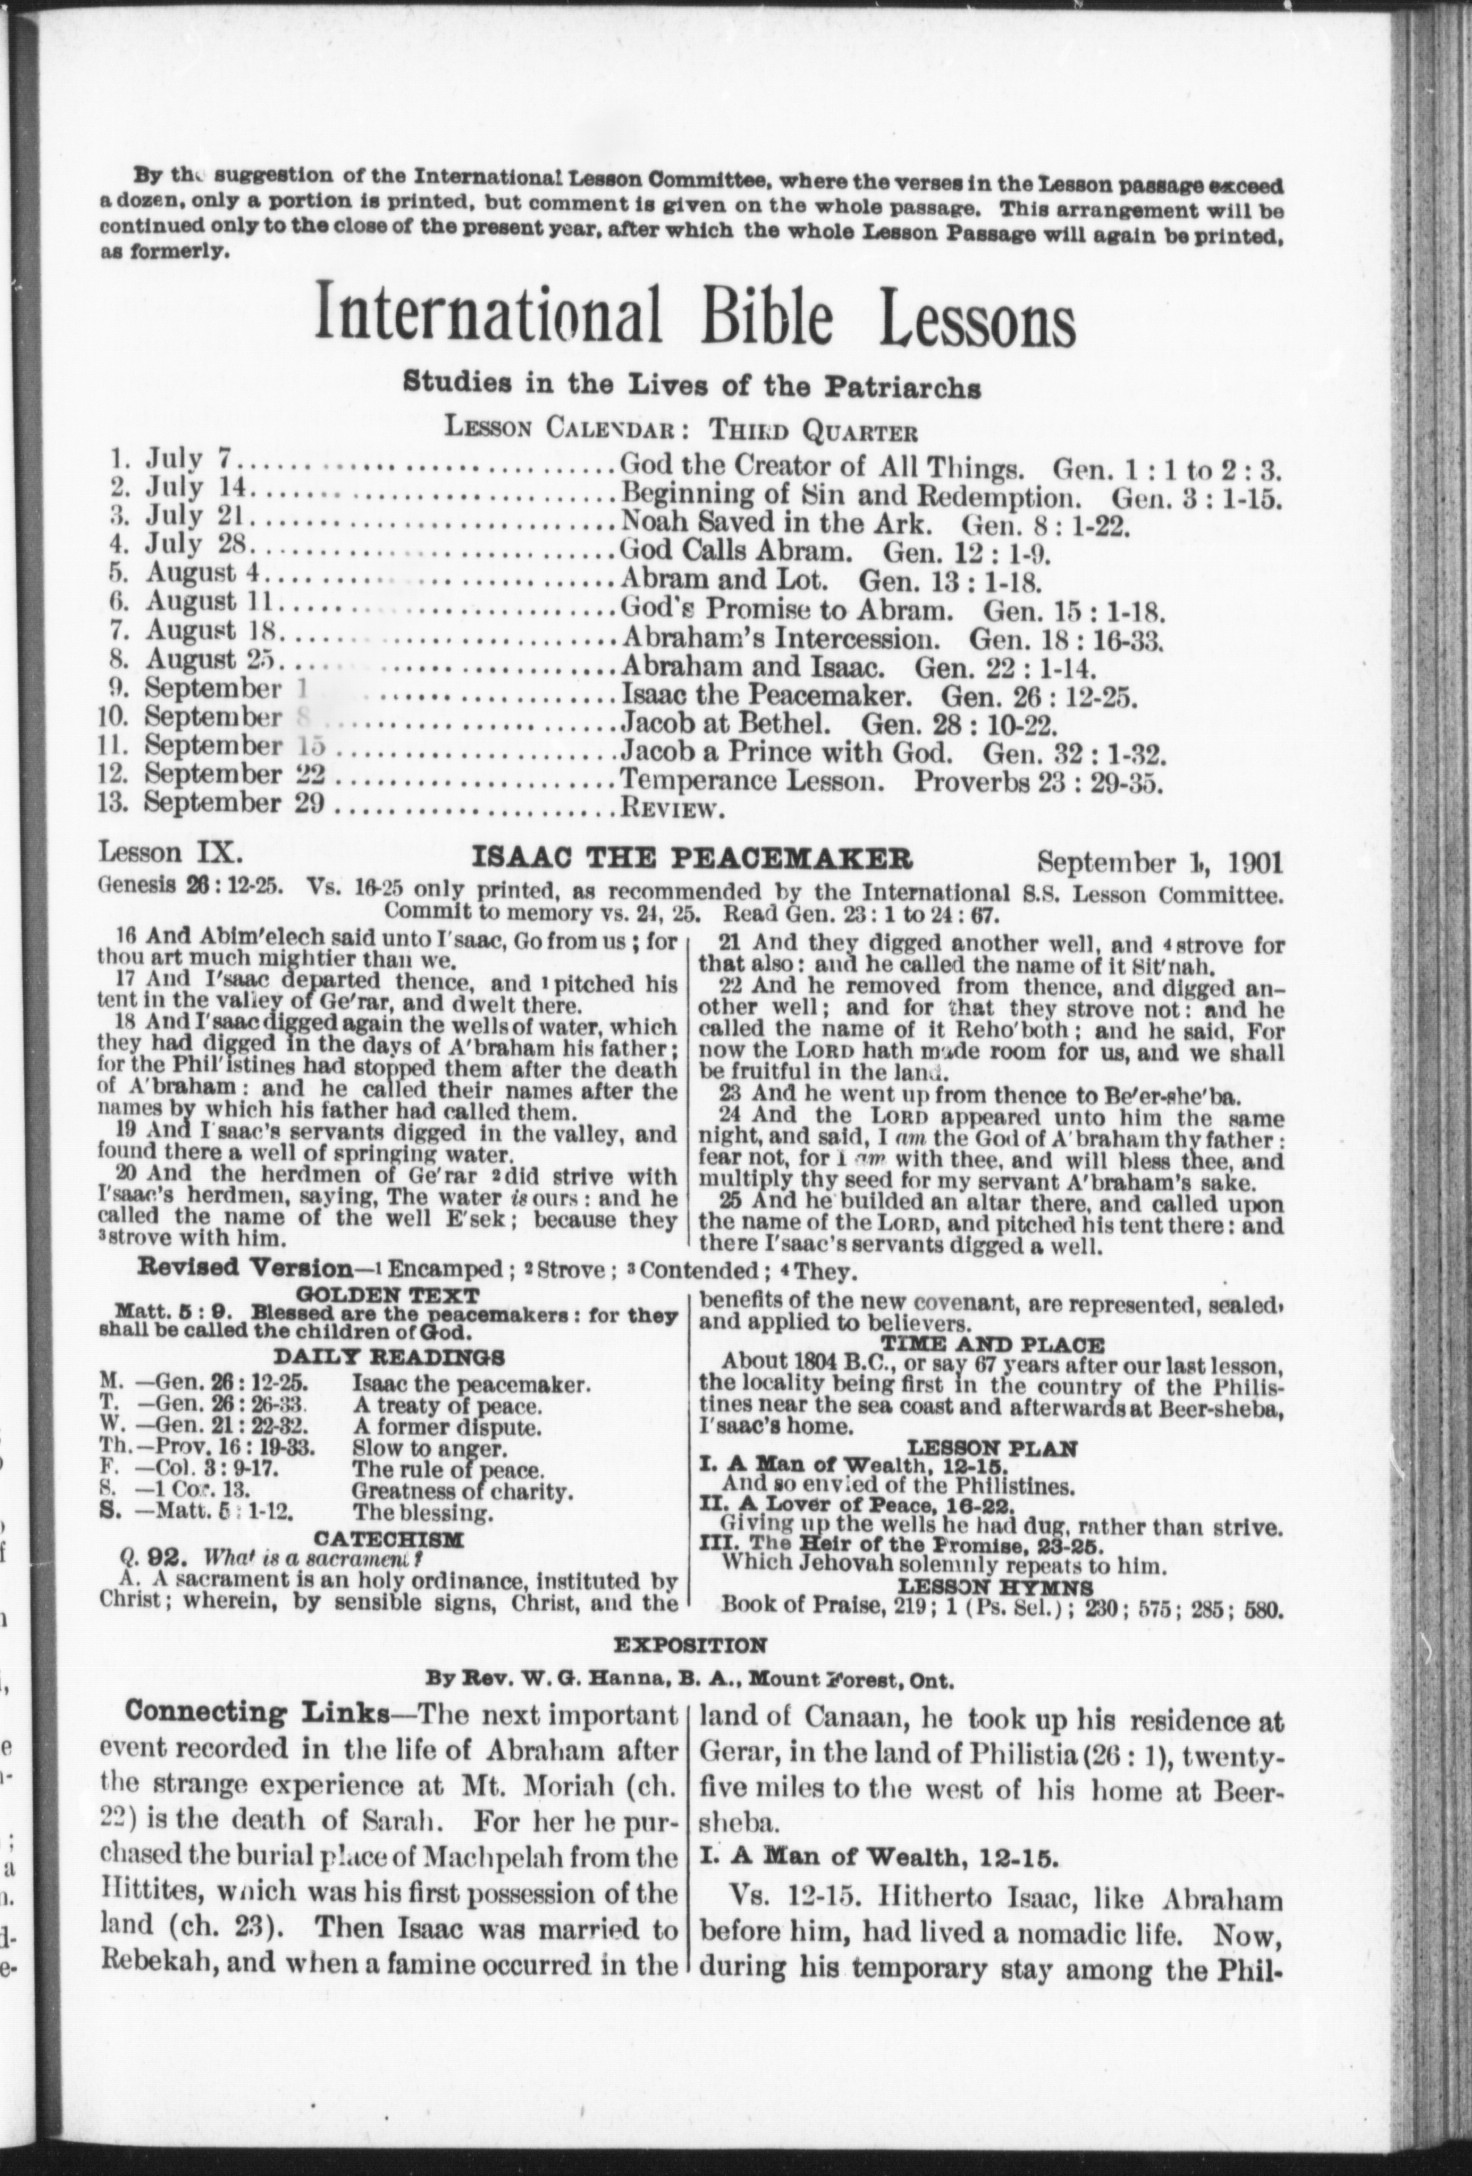 By the suggestion of the International Lesson Committee, where the verses in the Lesson passage exceed
a dozen, only a portion is printed, but comment is given on the whole passage. This arrangement will be
continued only to the close of the present year, after which the whole Lesson Passage will again be printed,
as formerly.
International Bible Lessons
Studies in the Lives of the Patriarchs
LESSON CALENDAR: THIRD QUARTER
1. July 7............................God the Creator of All Things. Gen. 1 : 1 to 2 : 3.
2. July 14............................Beginning of Sin and Redemption. Gen. 3 : 1-15.
3. July 21............................Noah Saved in the Ark. Gen. 8 : 1-22.
4. July 28............................God Calls Abram. Gen. 12 : 1-9.
5. August 4............................Abram and Lot. Gen. 13 : 1-18.
6. August 11............................God's Promise to Abram. Gen. 15 : 1-18.
7. August 18............................Abraham's Intercession. Gen. 18 : 16-33.
8. August 25............................Abraham and Isaac. Gen. 22 : 1-14.
9. September 1 ......................Isaac the Peacemaker. Gen. 26 : 12-25.
10. September 8 ......................Jacob at Bethel. Gen. 28 : 10-22.
11. September 15 ......................Jacob a Prince with God. Gen. 32 : 1-32.
12. September 22 ......................Temperance Lesson. Proverbs 23 : 29-35.
13. September 29 ......................REVIEW.
Lesson IX. ISAAC THE PEACEMAKER September 1, 1901
Genesis 26 : 12-25. Vs. 16-25 only printed, as recommended by the International S.S. Lesson Committee.
Commit to memory vs. 24, 25. Read Gen. 23 : 1 to 24 : 67.
16 And Abim'elech said unto I'saac, Go from us ; for
thou art much mightier than we.
17 And I'saac departed thence, and 1 pitched his
tent in the valley of Ge'rar, and dwelt there.
18 And I'saac digged again the wells of water, which
they had digged in the days of A'braham his father ;
for the Phil'istines had stopped them after the death
of A'braham : and he called their names after the
names by which his father had called them.
19 And I'saac's servants digged in the valley, and
found there a well of springing water.
20 And the herdmen of Ge'rar 2 did strive with
I'saac's herdmen, saying, The water is ours : and he
called the name of the well E'sek ; because they
3 strove with him.
21 And they digged another well, and 4 strove for
that also : and he called the name of it Sit'nah.
22 And he removed from thence, and digged an-
other well ; and for that they strove not : and he
called the name of it Reho'both ; and he said, For
now the LORD hath made room for us, and we shall
be fruitful in the land.
23 And he went up from thence to Be'er-she'ba.
24 And the LORD appeared unto him the same
night, and said, I am the God of A'braham thy father :
fear not, for I am with thee, and will bless thee, and
multiply thy seed for my servant A'braham's sake.
25 And he builded an altar there, and called upon
the name of the LORD, and pitched his tent there : and
there I'saac's servants digged a well.
Revised Version—1 Encamped ; 2 Strove ; 3 Contended ; 4 They.
GOLDEN TEXT
Matt. 5 : 9. Blessed are the peacemakers : for they
shall be called the children of God.
DAILY READINGS
M. —Gen. 26 : 12-25. Isaac the peacemaker.
T. —Gen. 26 : 26-33. A treaty of peace.
W. —Gen. 21 : 22-32. A former dispute.
Th.—Prov. 16 : 19-33. Slow to anger.
F. —Col. 3 : 9-17. The rule of peace.
S. —1 Cor. 13. Greatness of charity.
S. —Matt. 5 : 1-12. The blessing.
CATECHISM
Q. 92. What is a sacrament?
A. A sacrament is an holy ordinance, instituted by
Christ ; wherein, by sensible signs, Christ, and the
benefits of the new covenant, are represented, sealed,
and applied to believers.
TIME AND PLACE
About 1804 B.C., or say 67 years after our last lesson,
the locality being first in the country of the Philis-
tines near the sea coast and afterwards at Beer-sheba,
I'saac's home.
LESSON PLAN
I. A Man of Wealth, 12-15.
And so envied of the Philistines.
II. A Lover of Peace, 16-22.
Giving up the wells he had dug, rather than strive.
III. The Heir of the Promise, 23-25.
Which Jehovah solemnly repeats to him.
LESSON HYMNS
Book of Praise, 219 ; 1 (Ps. Sel.) ; 230 ; 575 ; 285 ; 580.
EXPOSITION
By Rev. W. G. Hanna, B. A., Mount Forest, Ont.
Connecting Links—The next important
event recorded in the life of Abraham after
the strange experience at Mt. Moriah (ch.
22) is the death of Sarah. For her he pur-
chased the burial place of Machpelah from the
Hittites, which was his first possession of the
land (ch. 23). Then Isaac was married to
Rebekah, and when a famine occurred in the
land of Canaan, he took up his residence at
Gerar, in the land of Philistia (26 : 1), twenty-
five miles to the west of his home at Beer-
sheba.
I. A Man of Wealth, 12-15.
Vs. 12-15. Hitherto Isaac, like Abraham
before him, had lived a nomadic life. Now,
during his temporary stay among the Phil-